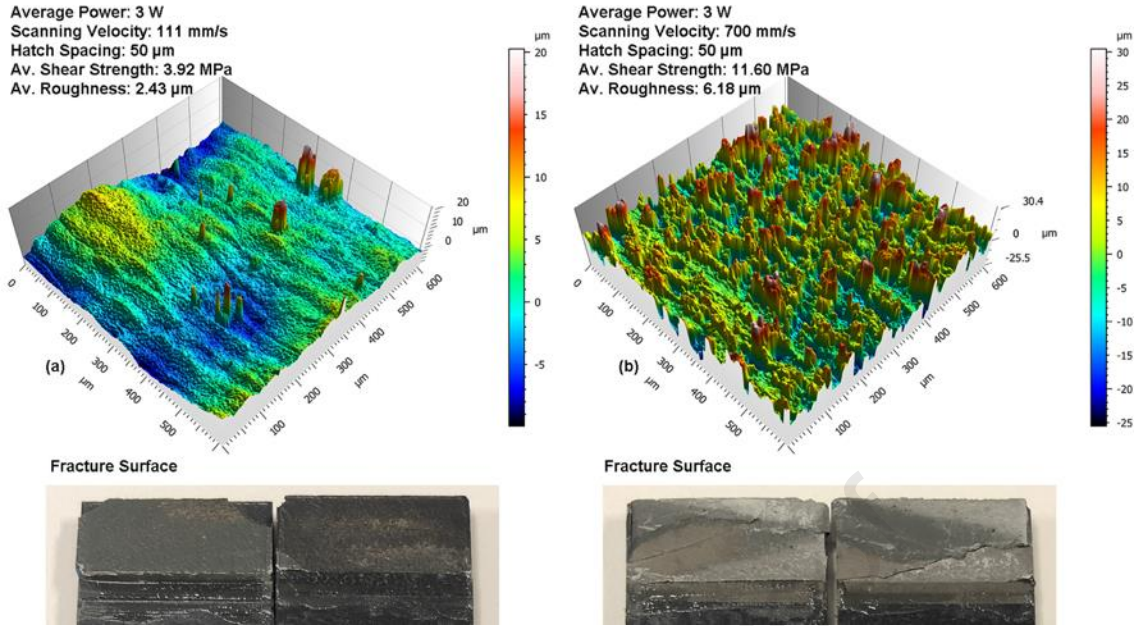 Average Power: 3 W
Scanning Velocity: 111 mm/s
Hatch Spacing: 50 µm
Av. Shear Strength: 3.92 MPa
Av. Roughness: 2.43 µm
µm
20
15
10
5
0
-5
20
10
0
µm
0
100
200
300
400
500
µm
100
200
300
400
500
600
µm
(a)
Fracture Surface
Average Power: 3 W
Scanning Velocity: 700 mm/s
Hatch Spacing: 50 µm
Av. Shear Strength: 11.60 MPa
Av. Roughness: 6.18 µm
µm
30
25
20
15
10
5
0
-5
-10
-15
-20
-25
30.4
0
-25.5
µm
0
100
200
300
400
500
µm
100
200
300
400
500
600
µm
(b)
Fracture Surface